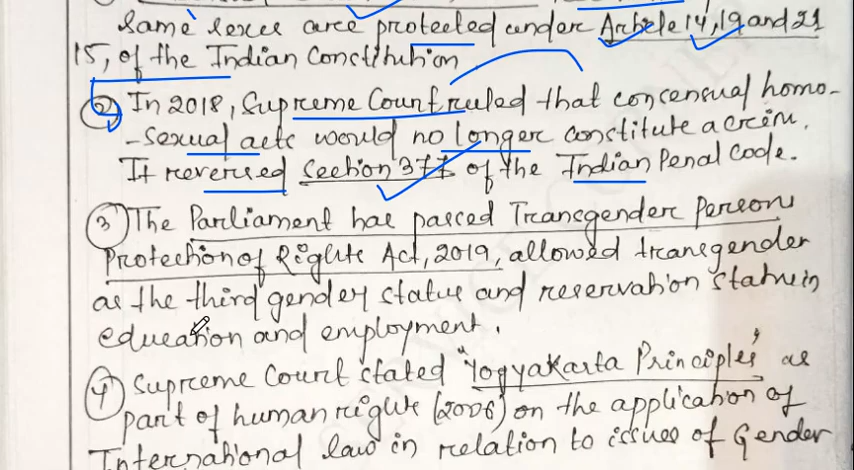 same sexes are protected under Article 14, 19 and 21
15, of the Indian Constitution
② In 2018, Supreme Court ruled that consensual homo-
-sexual acts would no longer constitute a crim.
It reversed Section 377 of the Indian Penal Code.
③ The Parliament has passed Transgender Persons
Protection of Rights Act, 2019, allowed transgender
as the third gender status and reservation status in
education and employment.
④ Supreme Court stated "Yogyakarta Principles' as
part of human rights (2006) on the application of
International law in relation to issues of Gender